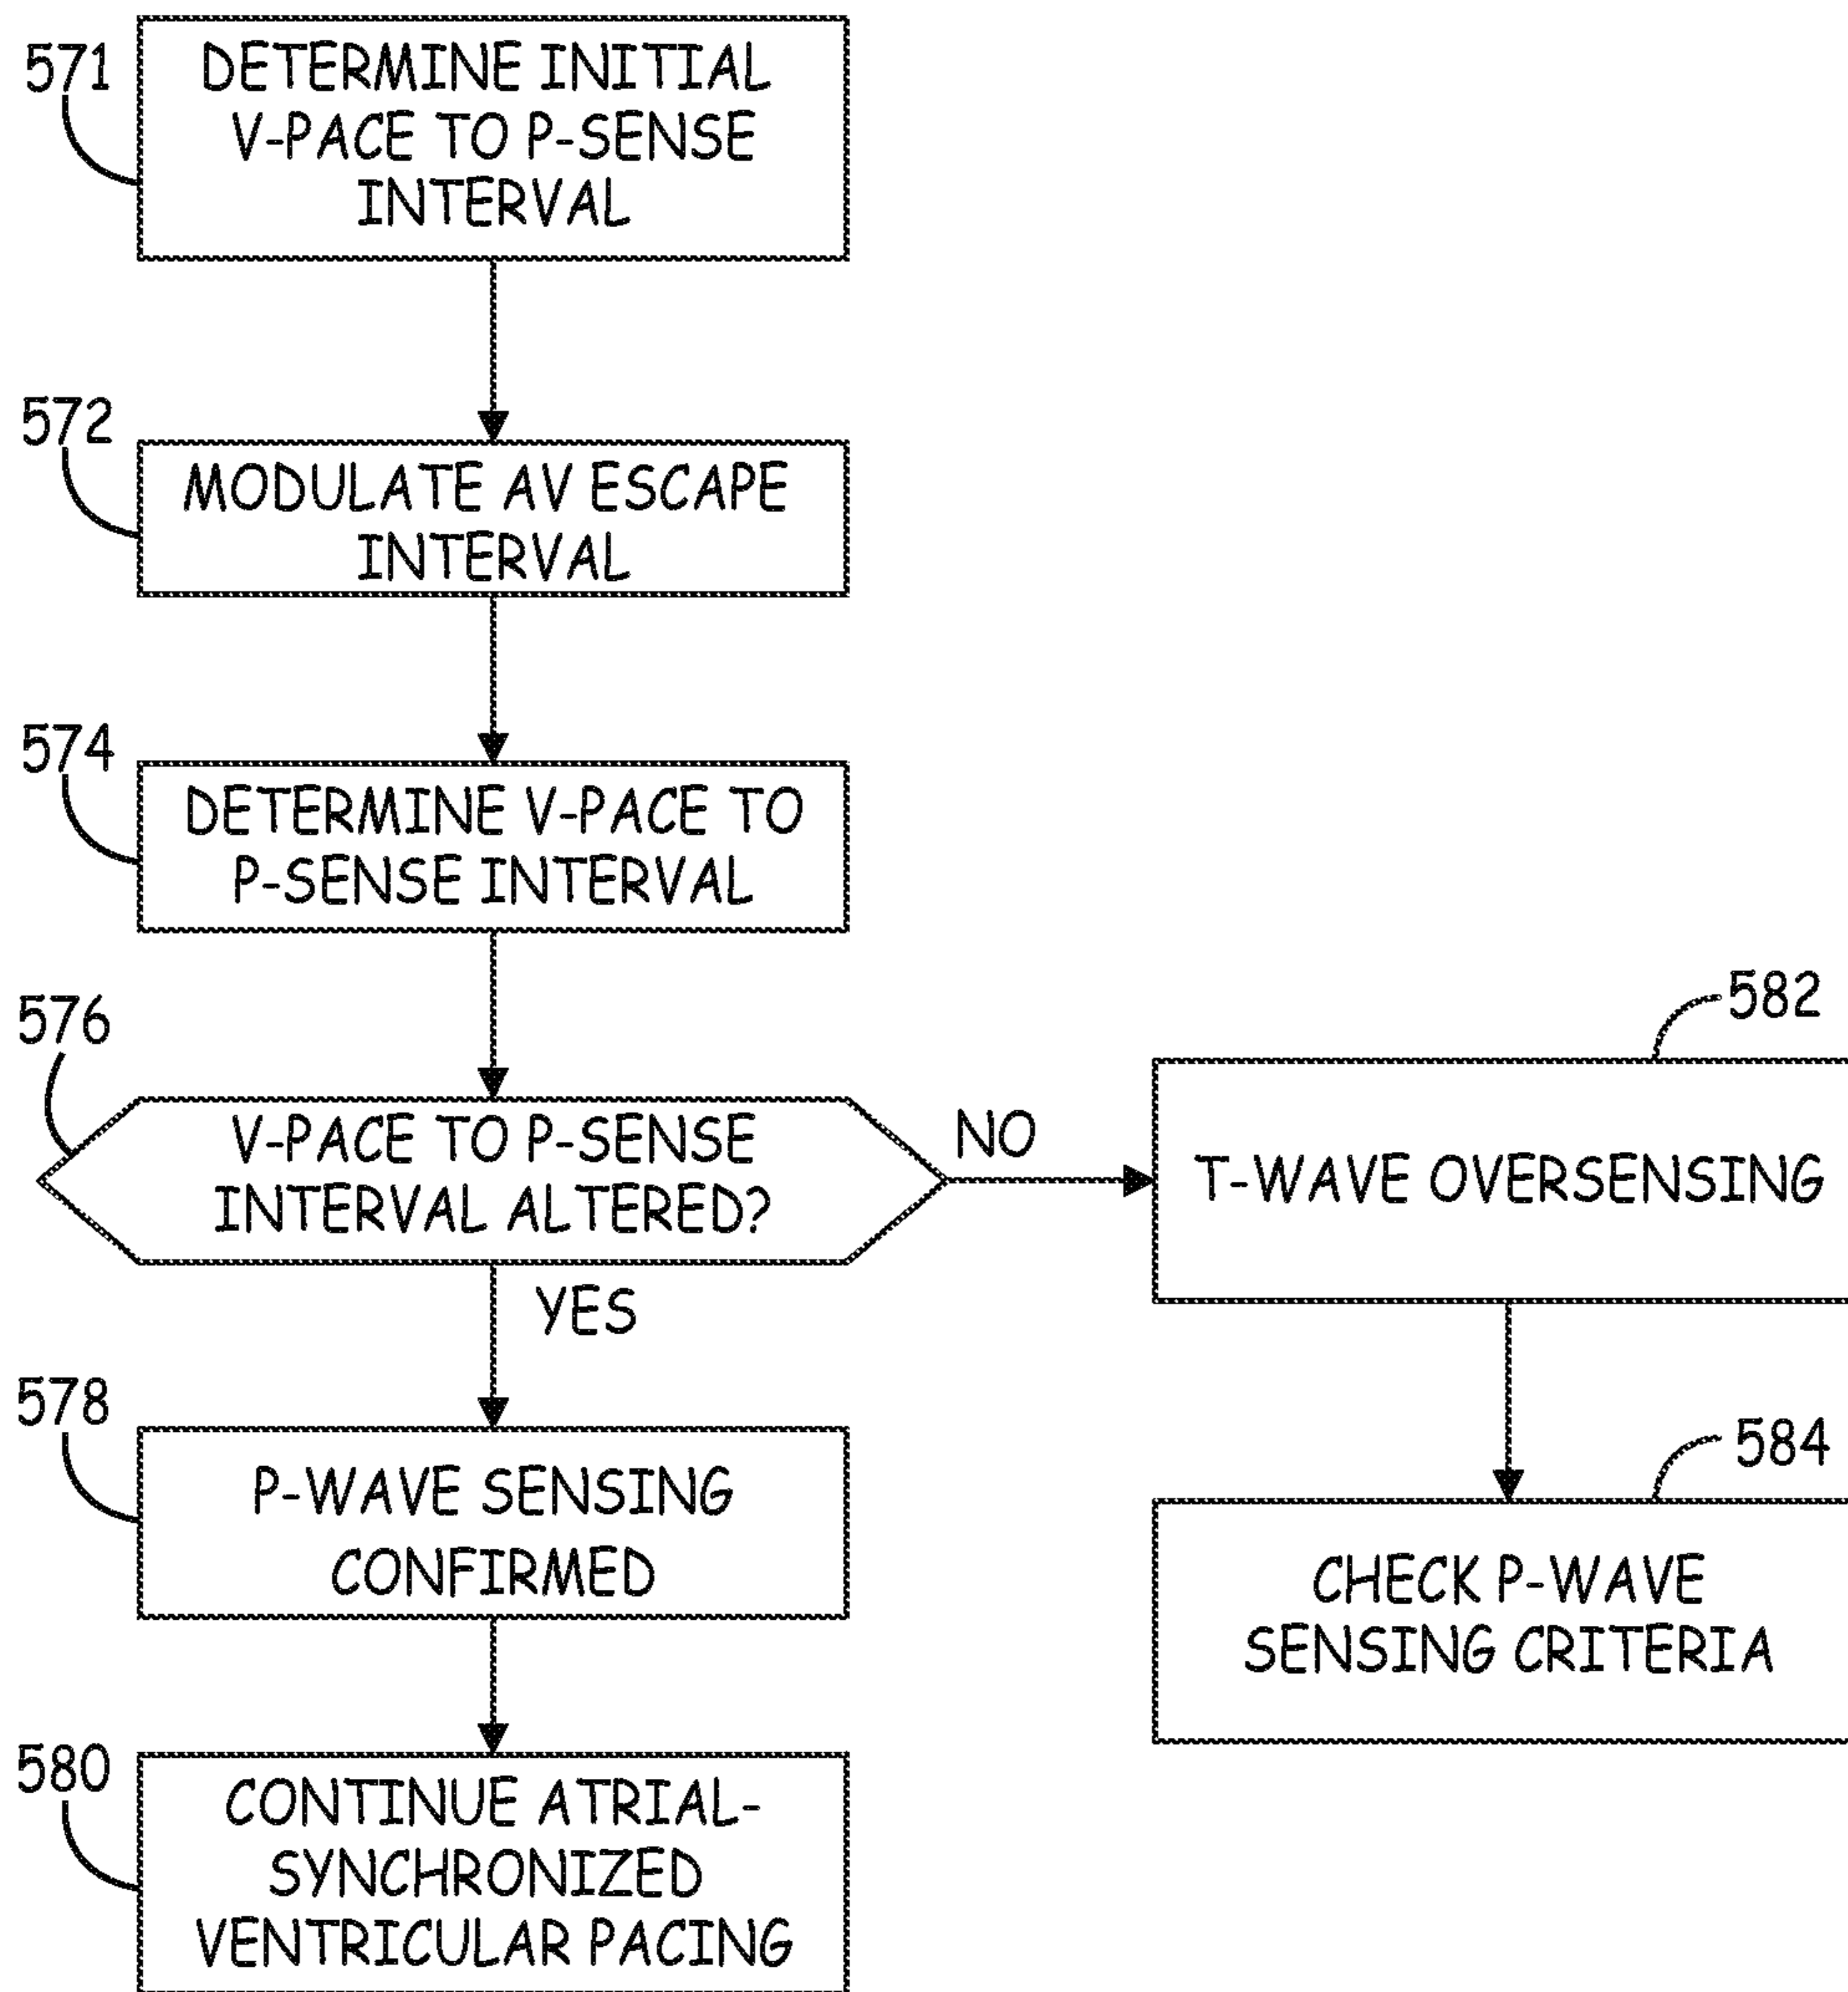 571
DETERMINE INITIAL
V-PACE TO P-SENSE
INTERVAL
572
MODULATE AV ESCAPE
INTERVAL
574
DETERMINE V-PACE TO
P-SENSE INTERVAL
576
V-PACE TO P-SENSE
INTERVAL ALTERED?
NO
YES
582
T-WAVE OVERSENSING
578
P-WAVE SENSING
CONFIRMED
584
CHECK P-WAVE
SENSING CRITERIA
580
CONTINUE ATRIAL-
SYNCHRONIZED
VENTRICULAR PACING